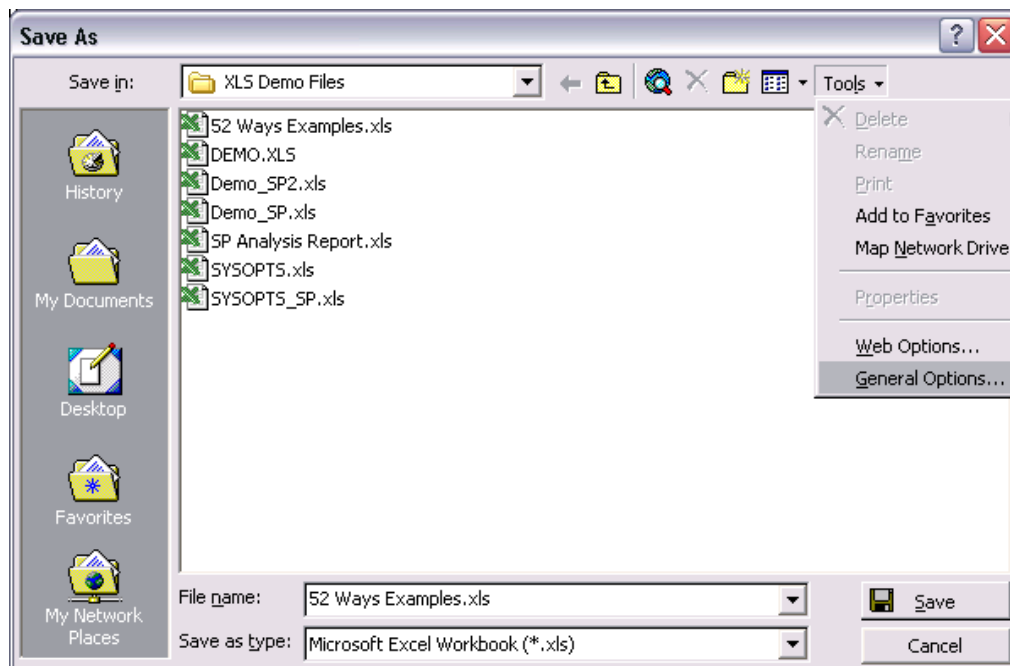 Save As
Save in:
XLS Demo Files
Tools
History
My Documents
Desktop
Favorites
My Network
Places
52 Ways Examples.xls
DEMO.XLS
Demo_SP2.xls
Demo_SP.xls
SP Analysis Report.xls
SYSOPTS.xls
SYSOPTS_SP.xls
Delete
Rename
Print
Add to Favorites
Map Network Drive
Properties
Web Options...
General Options...
File name:
52 Ways Examples.xls
Save
Save as type:
Microsoft Excel Workbook (*.xls)
Cancel